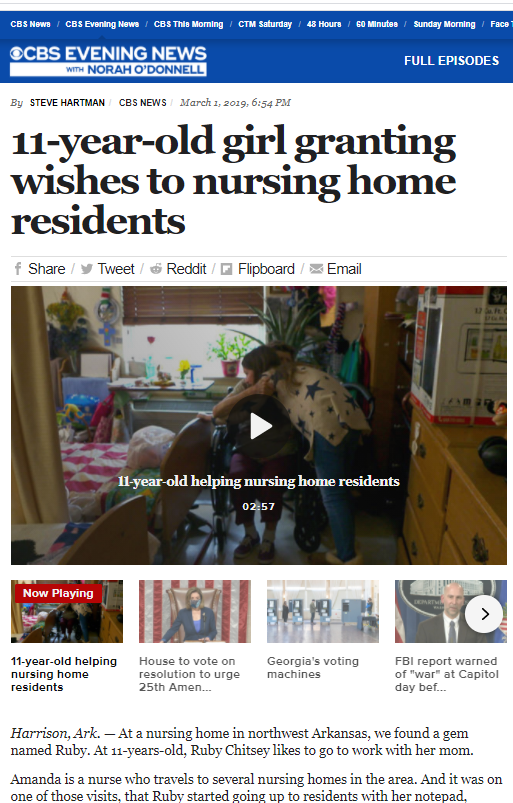 CBS News / CBS Evening News / CBS This Morning / CTM Saturday / 48 Hours / 60 Minutes / Sunday Morning / Face
CBS EVENING NEWS
WITH NORAH O'DONNELL
FULL EPISODES
By STEVE HARTMAN / CBS NEWS / March 1, 2019, 6:54 PM
11-year-old girl granting
wishes to nursing home
residents
Share / Tweet / Reddit / Flipboard / Email
11-year-old helping nursing home residents
02:57
Now Playing
11-year-old helping
nursing home
residents
House to vote on
resolution to urge
25th Amen...
Georgia's voting
machines
FBI report warned
of "war" at Capitol
day bef...
Harrison, Ark. — At a nursing home in northwest Arkansas, we found a gem
named Ruby. At 11-years-old, Ruby Chitsey likes to go to work with her mom.
Amanda is a nurse who travels to several nursing homes in the area. And it was on
one of those visits, that Ruby started going up to residents with her notepad,